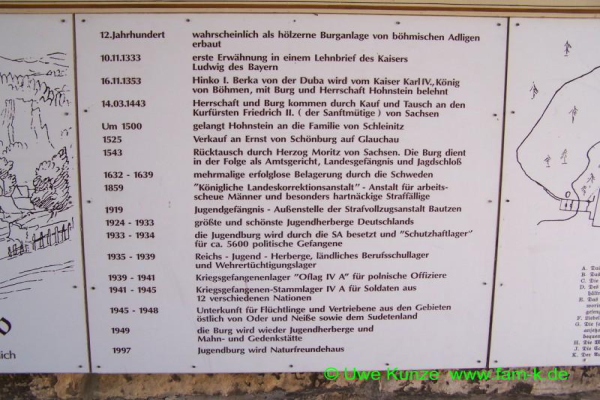 12.Jahrhundert wahrscheinlich als hölzerne Burganlage von böhmischen Adligen
erbaut
10.11.1333 erste Erwähnung in einem Lehnbrief des Kaisers
Ludwig des Bayern
16.11.1353 Hinko I. Berka von der Duba wird vom Kaiser Karl IV., König
von Böhmen, mit Burg und Herrschaft Hohnstein belehnt
14.03.1443 Herrschaft und Burg kommen durch Kauf und Tausch an den
Kurfürsten Friedrich II. ( der Sanftmütige ) von Sachsen
Um 1500 gelangt Hohnstein an die Familie von Schleinitz
1525 Verkauf an Ernst von Schönburg auf Glauchau
1543 Rücktausch durch Herzog Moritz von Sachsen. Die Burg dient
in der Folge als Amtsgericht, Landesgefängnis und Jagdschloß
1632 - 1639 mehrmalige erfolglose Belagerung durch die Schweden
1859 "Königliche Landeskorrektionsanstalt" - Anstalt für arbeits-
scheue Männer und besonders hartnäckige Straffällige
1919 Jugendgefängnis - Außenstelle der Strafvollzugsanstalt Bautzen
1924 - 1933 größte und schönste Jugendherberge Deutschlands
1933 - 1934 die Jugendburg wird durch die SA besetzt und "Schutzhaftlager"
für ca. 5600 politische Gefangene
1935 - 1939 Reichs - Jugend - Herberge, ländliches Berufsschullager
und Wehrertüchtigungslager
1939 - 1941 Kriegsgefangenenlager "Oflag IV A" für polnische Offiziere
1941 - 1945 Kriegsgefangenen-Stammlager IV A für Soldaten aus
12 verschiedenen Nationen
1945 - 1948 Unterkunft für Flüchtlinge und Vertriebene aus den Gebieten
östlich von Oder und Neiße sowie dem Sudetenland
1949 die Burg wird wieder Jugendherberge und
Mahn- und Gedenkstätte
1997 Jugendburg wird Naturfreundehaus
© Uwe Kunze www.fam-k.de